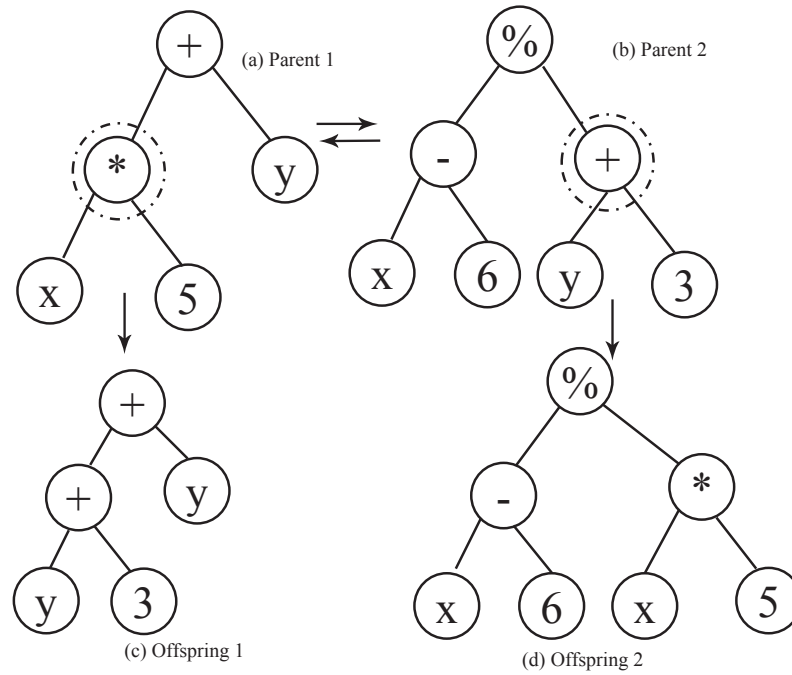 +
(a) Parent 1
*
y
x
5
%
(b) Parent 2
-
+
x
6
y
3
+
+
y
y
3
(c) Offspring 1
%
-
*
x
6
x
5
(d) Offspring 2